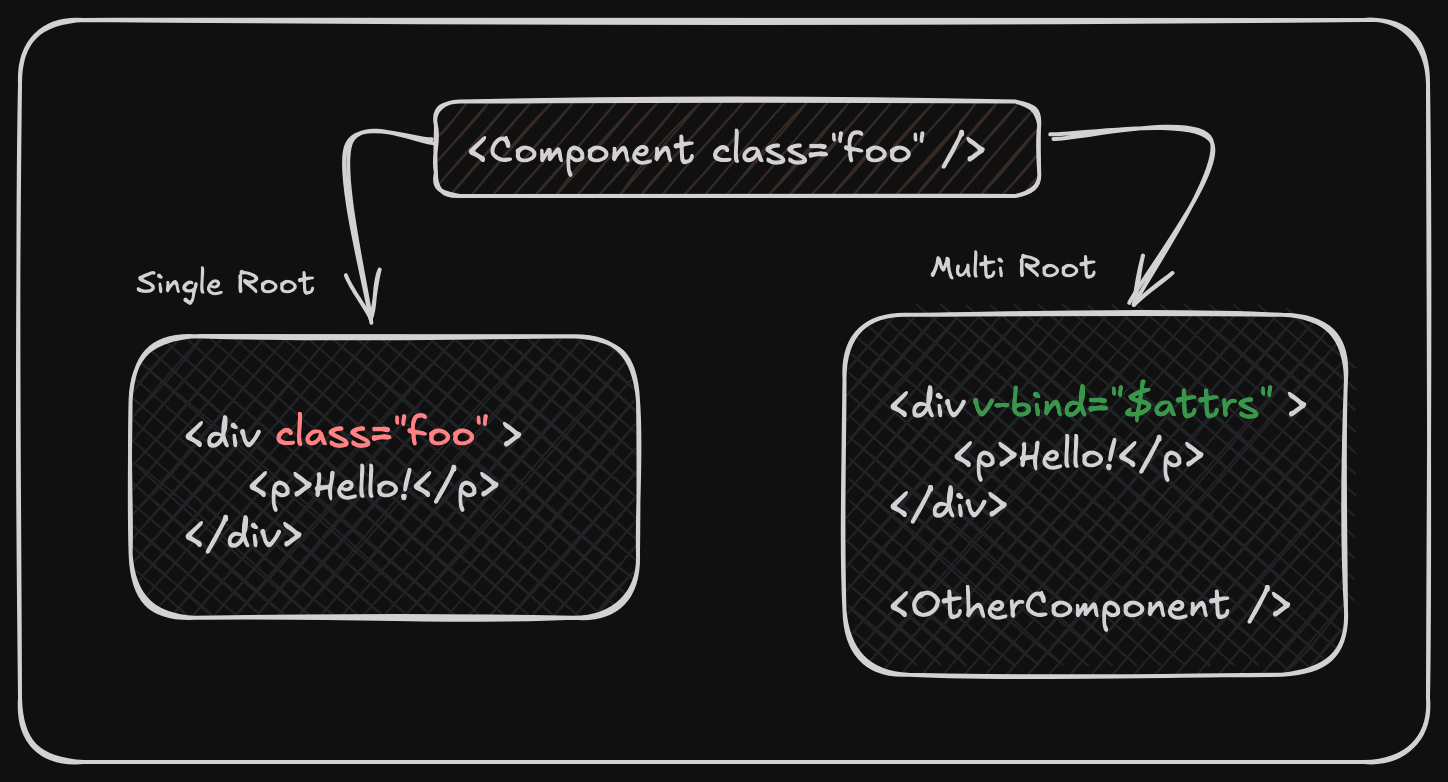 <Component class="foo" />
Single Root
<div class="foo" >
<p>Hello!</p>
</div>
Multi Root
<div v-bind="$attrs" >
<p>Hello!</p>
</div>
<OtherComponent />